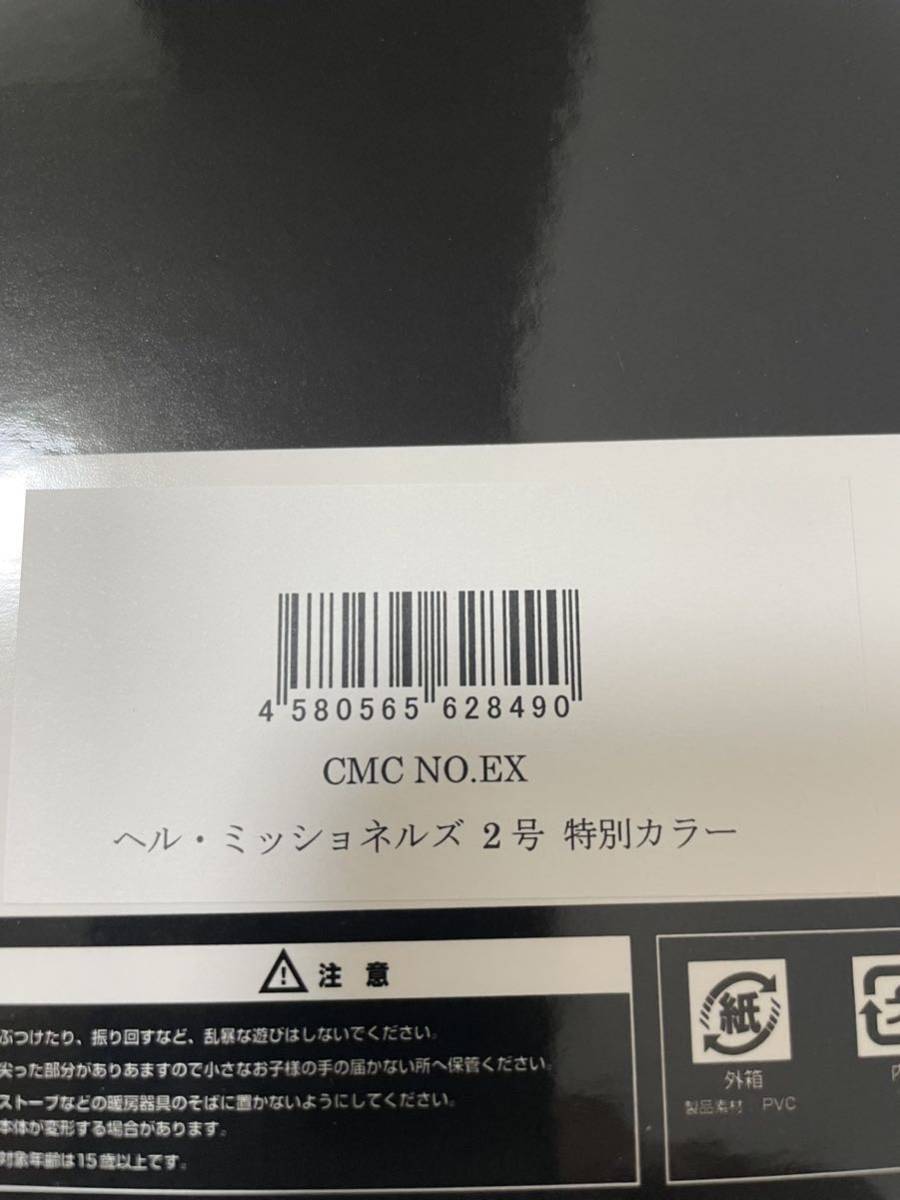 4 580565 628490
CMC NO.EX
ヘル・ミッショネルズ 2号 特別カラー
注 意
ぶつけたり、振り回すなど、乱暴な遊びはしないでください。
尖った部分がありあますので小さなお子様の手の届かない所へ保管ください。
ストーブなどの暖房器具のそばに置かないようにしてください。
本体が変形する場合があります。
対象年齢は15歳以上です。
紙
外箱
製品素材 PVC